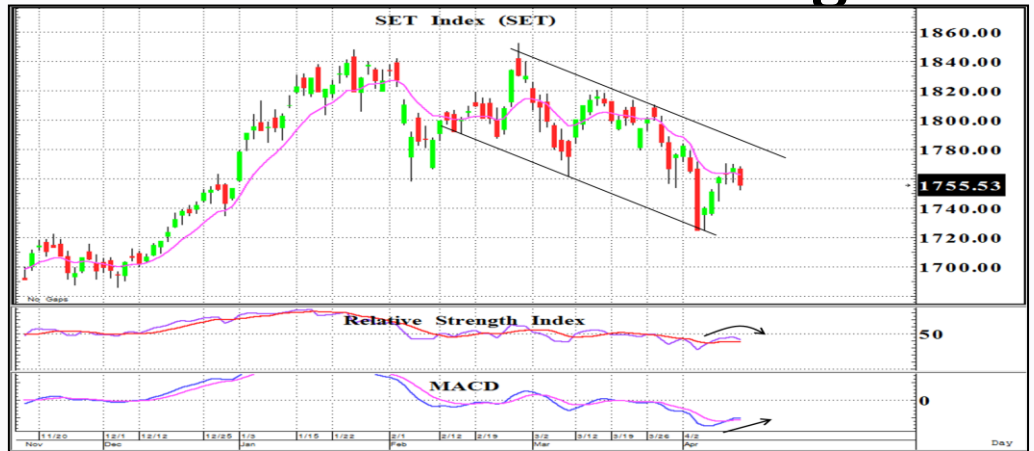 SET Index (SET)
1860.00
1840.00
1820.00
1800.00
1780.00
1755.53
1740.00
1720.00
1700.00
No Gaps
Relative Strength Index
50
MACD
0
11/20 12/1 12/12 12/25 1/3 1/15 1/22 2/1 2/12 2/19 3/2 3/12 3/19 3/26 4/2
Nov Dec Jan Feb Mar Apr Day